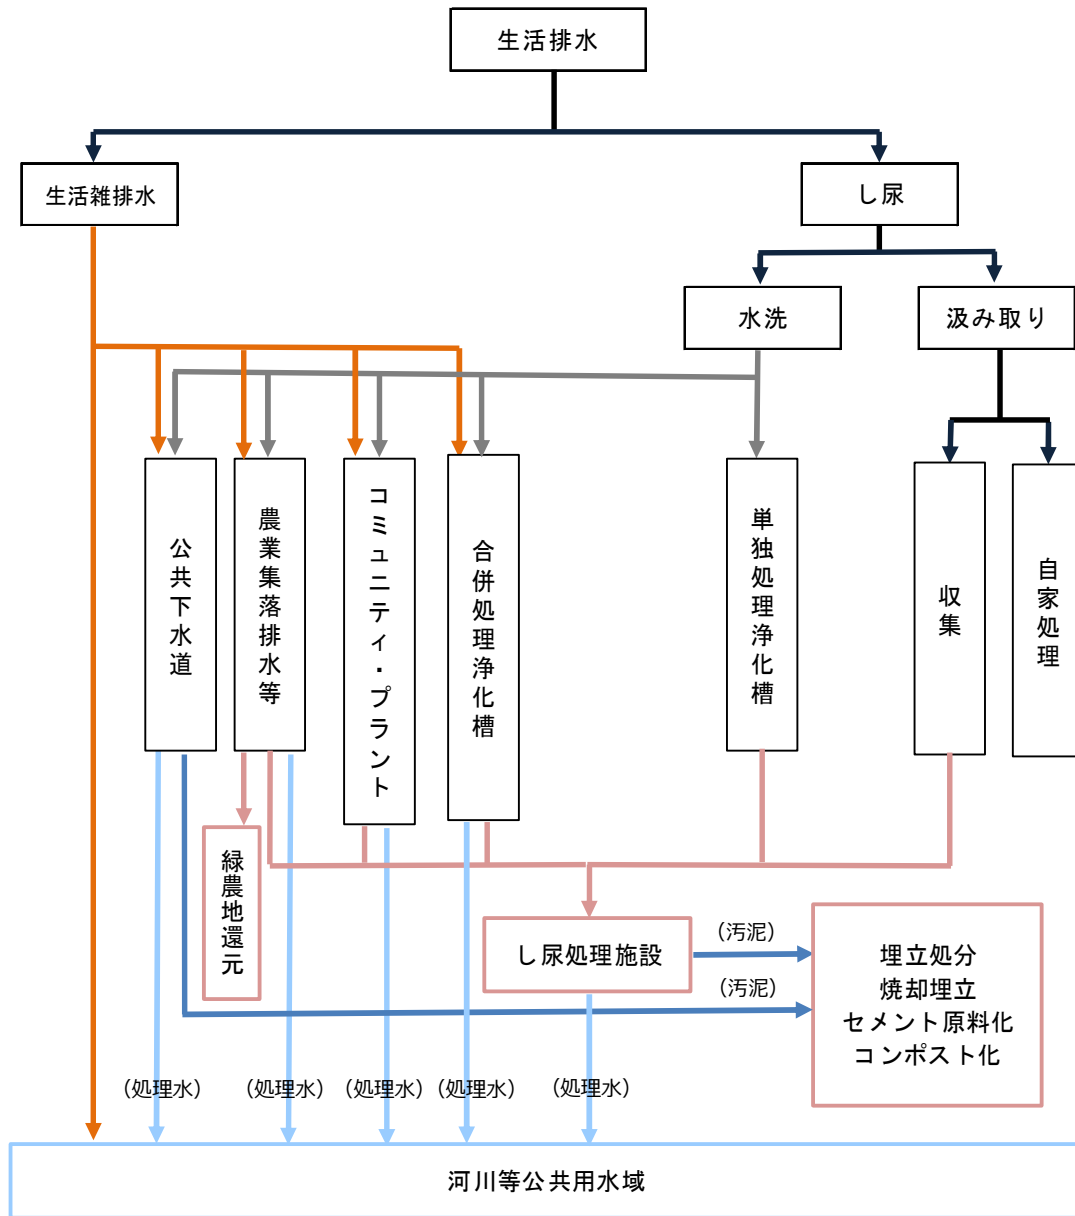 生活排水
生活雑排水
し尿
水洗
汲み取り
公共下水道
農業集落排水等
コミュニティ・プラント
合併処理浄化槽
単独処理浄化槽
収集
自家処理
緑農地還元
し尿処理施設
（汚泥）
（汚泥）
埋立処分
焼却埋立
セメント原料化
コンポスト化
（処理水）
（処理水）
（処理水）
（処理水）
（処理水）
河川等公共用水域